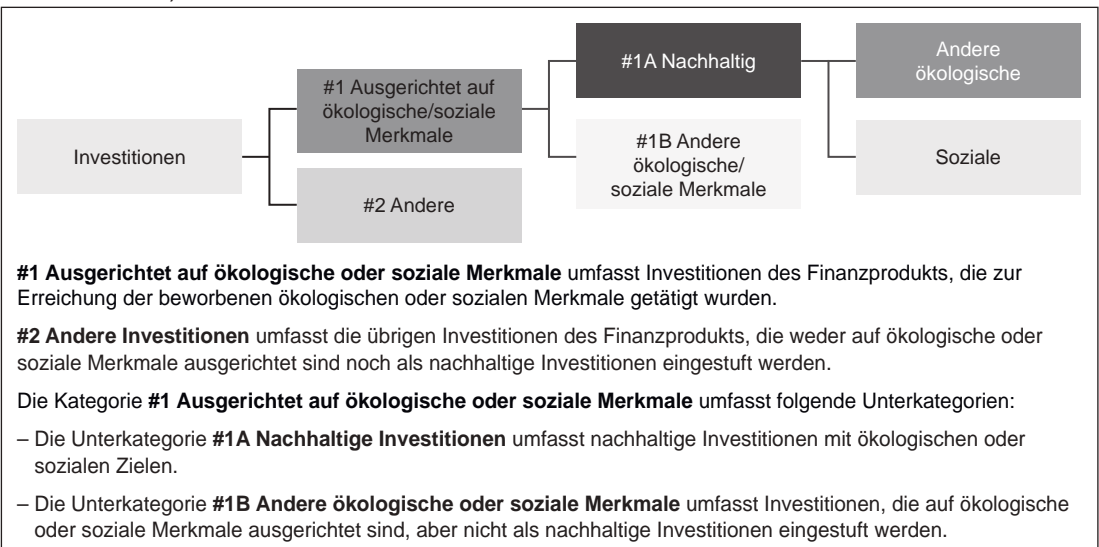 #1A Nachhaltig
Andere
ökologische
#1 Ausgerichtet auf
ökologische/soziale
Merkmale
Investitionen
#1B Andere
ökologische/
soziale Merkmale
Soziale
#2 Andere
#1 Ausgerichtet auf ökologische oder soziale Merkmale umfasst Investitionen des Finanzprodukts, die zur
Erreichung der beworbenen ökologischen oder sozialen Merkmale getätigt wurden.
#2 Andere Investitionen umfasst die übrigen Investitionen des Finanzprodukts, die weder auf ökologische oder
soziale Merkmale ausgerichtet sind noch als nachhaltige Investitionen eingestuft werden.
Die Kategorie #1 Ausgerichtet auf ökologische oder soziale Merkmale umfasst folgende Unterkategorien:
– Die Unterkategorie #1A Nachhaltige Investitionen umfasst nachhaltige Investitionen mit ökologischen oder
sozialen Zielen.
– Die Unterkategorie #1B Andere ökologische oder soziale Merkmale umfasst Investitionen, die auf ökologische
oder soziale Merkmale ausgerichtet sind, aber nicht als nachhaltige Investitionen eingestuft werden.